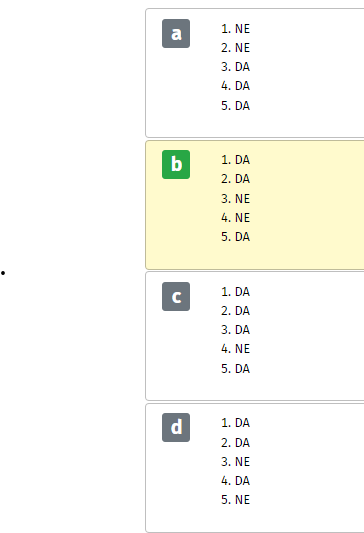 a
1. NE
2. NE
3. DA
4. DA
5. DA
b
1. DA
2. DA
3. NE
4. NE
5. DA
c
1. DA
2. DA
3. DA
4. NE
5. DA
d
1. DA
2. DA
3. NE
4. DA
5. NE